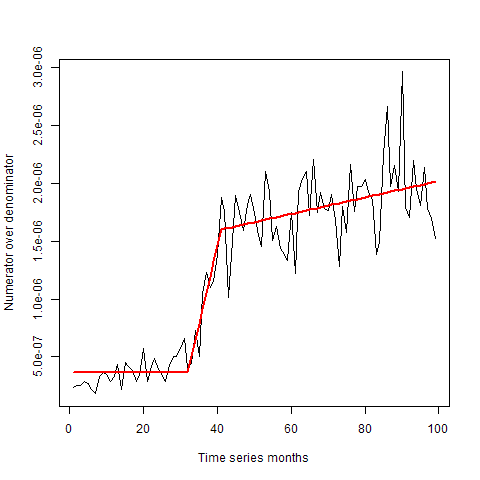 3.0e-06
2.5e-06
2.0e-06
1.5e-06
1.0e-06
5.0e-07
Numerator over denominator
0 20 40 60 80 100
Time series months